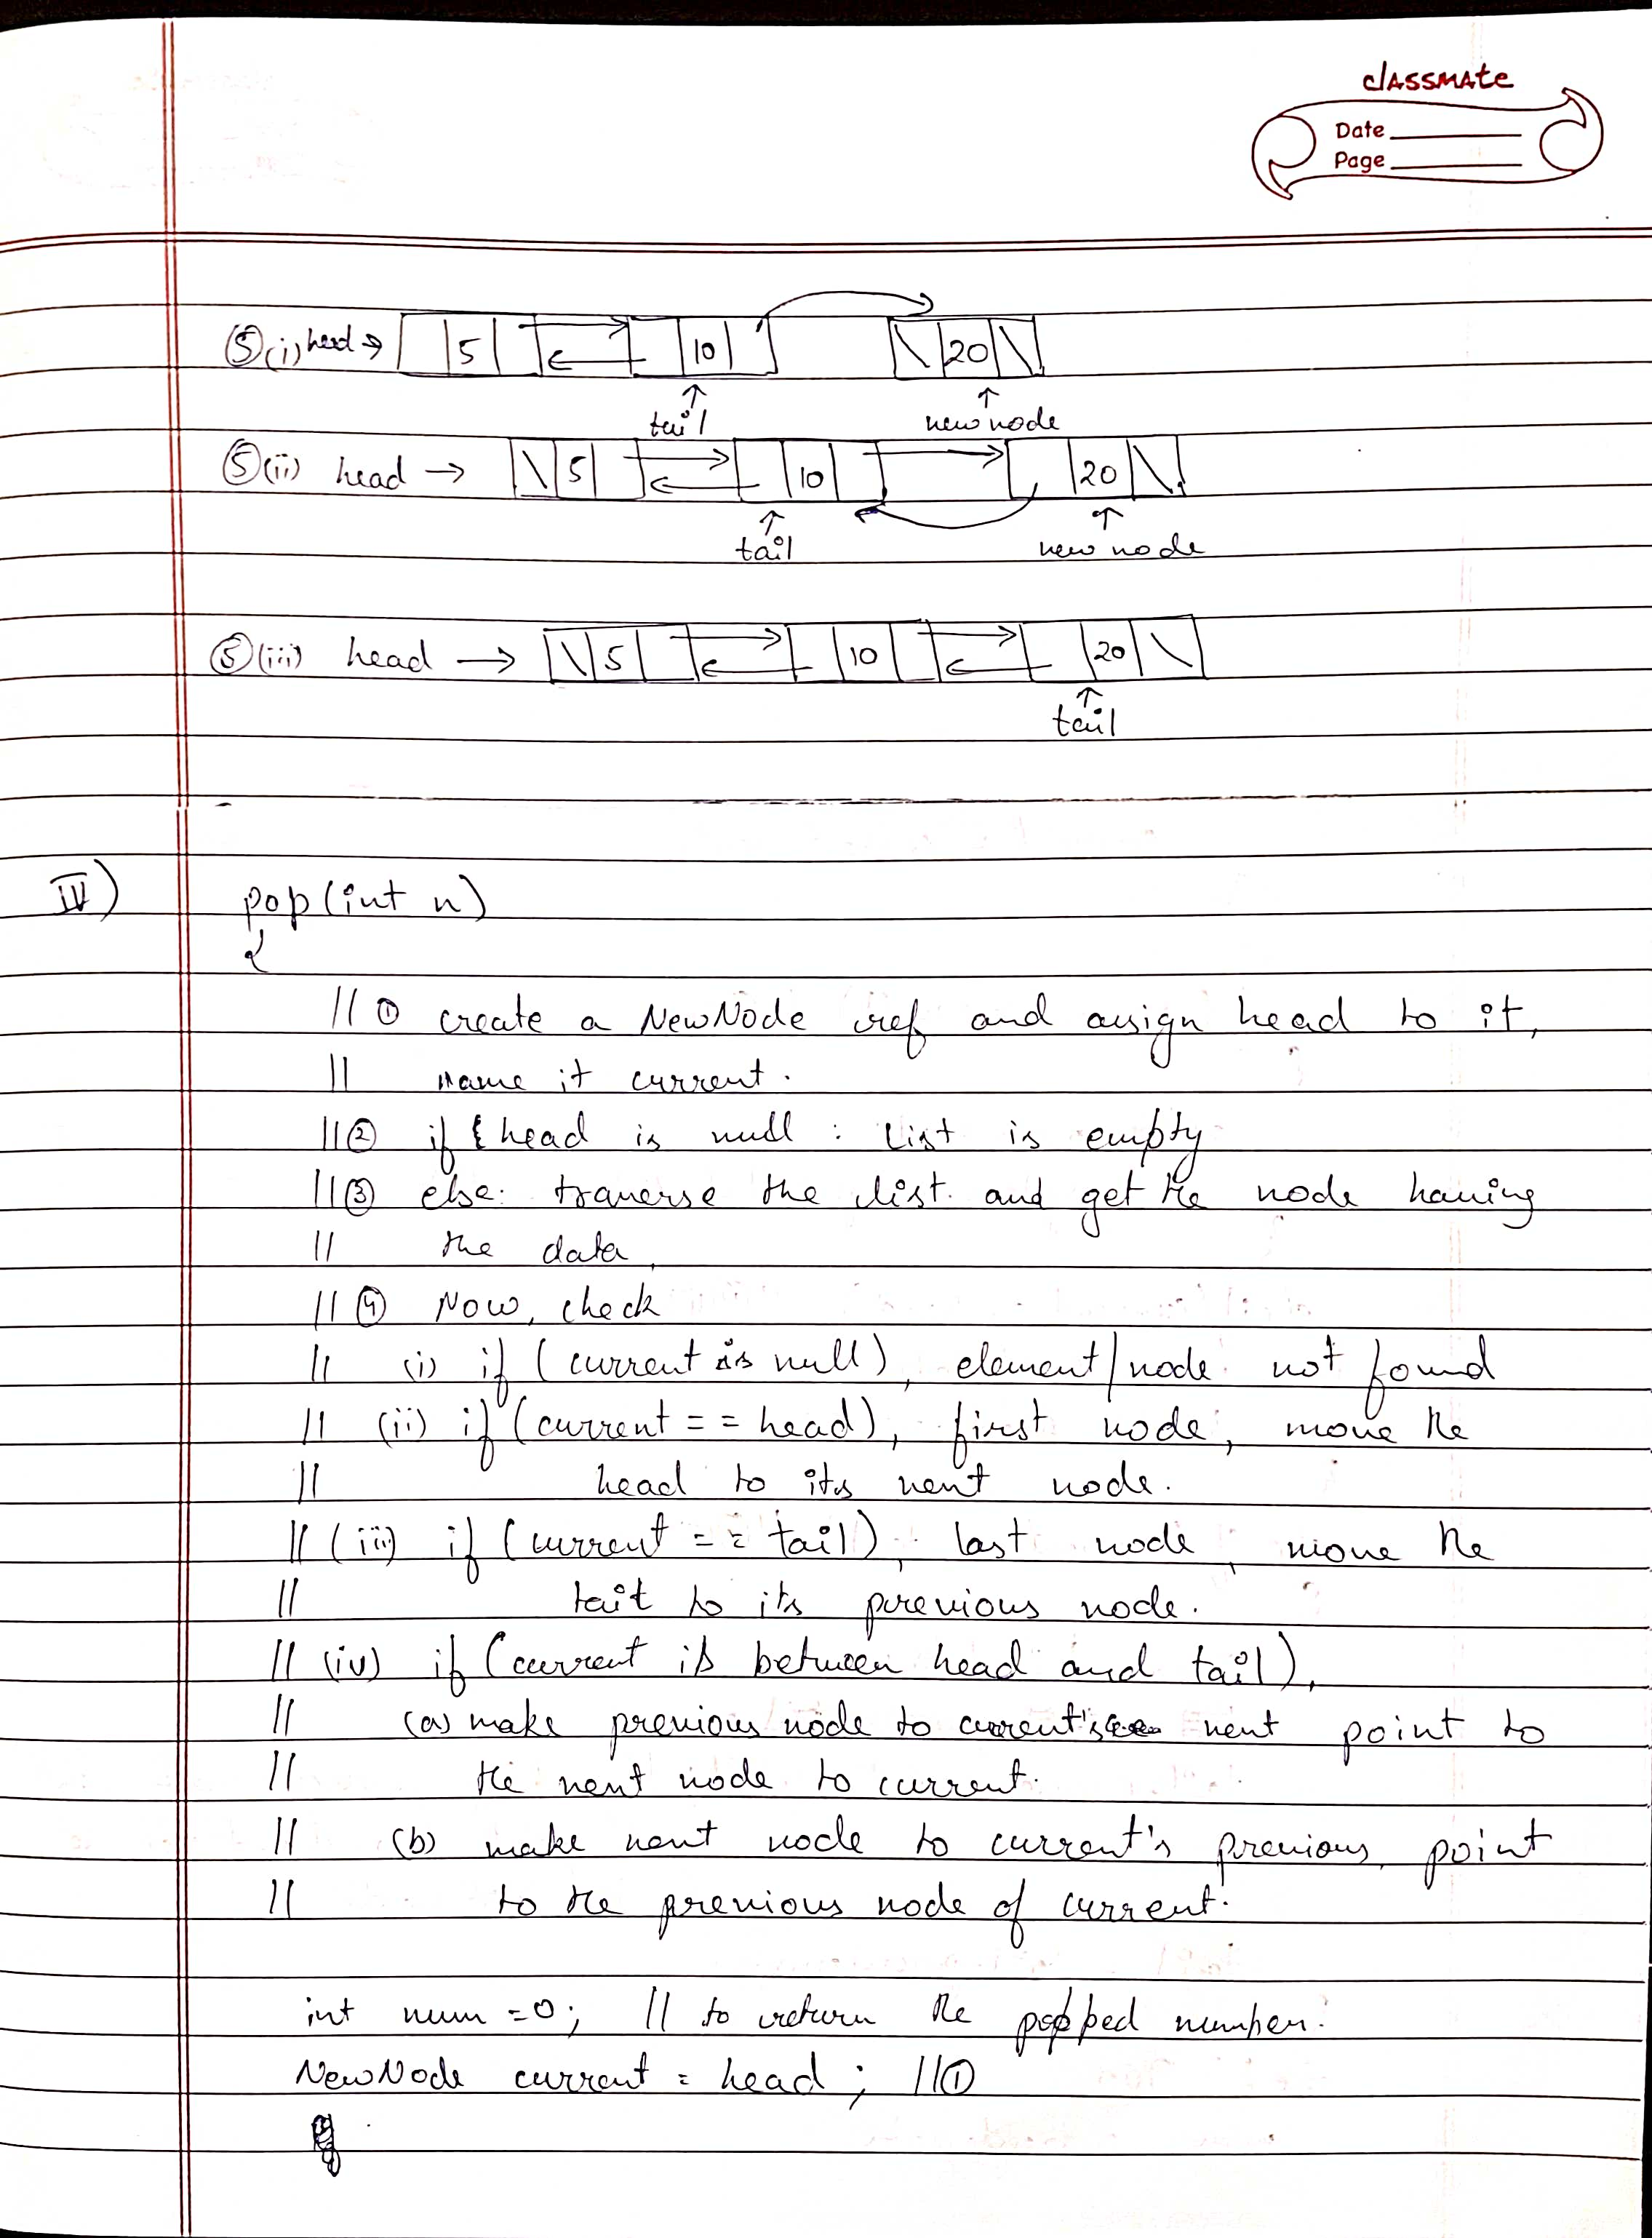 classmate
Date
Page
⑤(i) head → 5 10 20
tail new node
⑤(ii) head → 5 10 20
tail new node
⑤(iii) head → 5 10 20
tail
IV) pop(int n)
{
// ① create a NewNode ref and assign head to it,
// name it current.
// ② if head is null : list is empty
// ③ else: traverse the list and get the node having
// the data,
// ④ Now, check
// (i) if (current is null), element/node not found
// (ii) if (current == head), first node, move the
// head to its next node.
// (iii) if (current == tail), last node, move the
// tail to its previous node.
// (iv) if (current is between head and tail),
// (a) make previous node to current's next point to
// the next node to current.
// (b) make next node to current's previous point
// to the previous node of current.
int num = 0; // to return the popped number.
NewNode current = head; //①